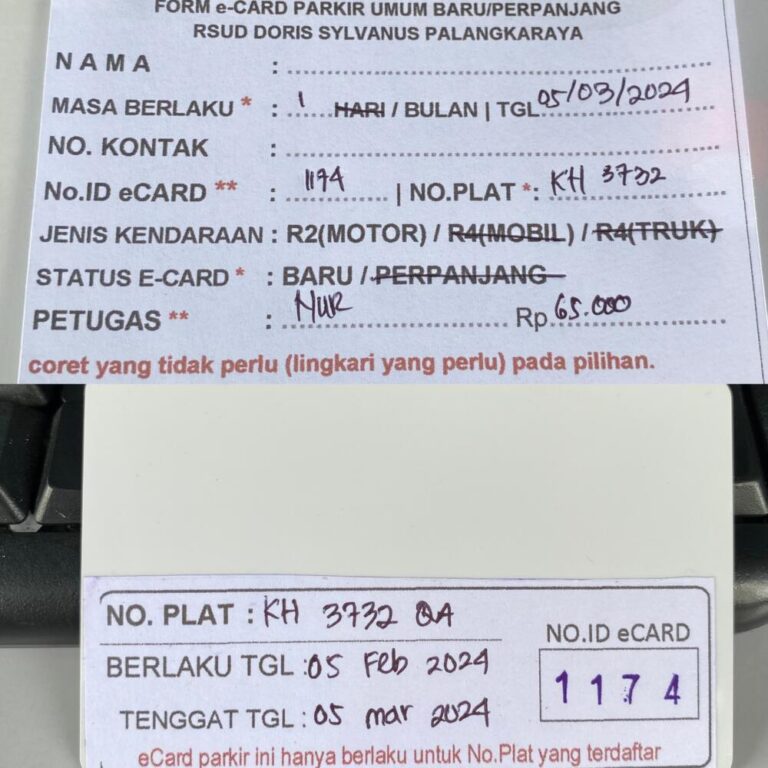 FORM e-CARD PARKIR UMUM BARU/PERPANJANG
RSUD DORIS SYLVANUS PALANGKARAYA
NAMA :
MASA BERLAKU * : 1 HARI / BULAN | TGL 05/03/2024
NO. KONTAK :
No.ID eCARD ** : 1174 | NO.PLAT *: KH 3732
JENIS KENDARAAN : R2(MOTOR) / R4(MOBIL) / R4(TRUK)
STATUS E-CARD * : BARU / PERPANJANG
PETUGAS ** : NUR Rp 65.000
coret yang tidak perlu (lingkari yang perlu) pada pilihan.
NO. PLAT : KH 3732 QA
BERLAKU TGL : 05 Feb 2024
TENGGAT TGL : 05 mar 2024
NO.ID eCARD
1174
eCard parkir ini hanya berlaku untuk No.Plat yang terdaftar